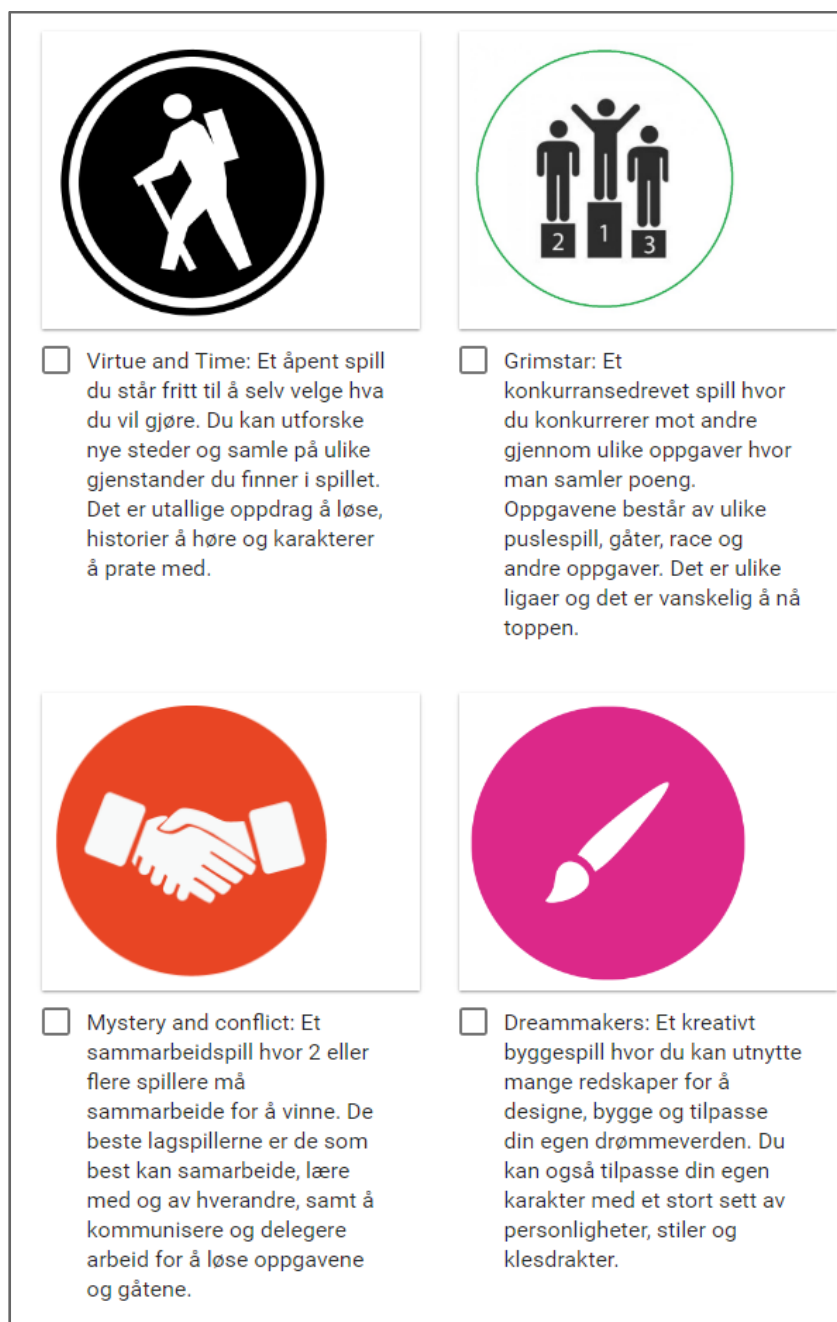 2
1
3
Virtue and Time: Et åpent spill
du står fritt til å selv velge hva
du vil gjøre. Du kan utforske
nye steder og samle på ulike
gjenstander du finner i spillet.
Det er utallige oppdrag å løse,
historier å høre og karakterer
å prate med.
Grimstar: Et
konkurransedrevet spill hvor
du konkurrerer mot andre
gjennom ulike oppgaver hvor
man samler poeng.
Oppgavene består av ulike
puslespill, gåter, race og
andre oppgaver. Det er ulike
ligaer og det er vanskelig å nå
toppen.
Mystery and conflict: Et
sammarbeidspill hvor 2 eller
flere spillere må
sammarbeide for å vinne. De
beste lagspillerne er de som
best kan samarbeide, lære
med og av hverandre, samt å
kommunisere og delegere
arbeid for å løse oppgavene
og gåtene.
Dreammakers: Et kreativt
byggespill hvor du kan utnytte
mange redskaper for å
designe, bygge og tilpasse
din egen drømmeverden. Du
kan også tilpasse din egen
karakter med et stort sett av
personligheter, stiler og
klesdrakter.